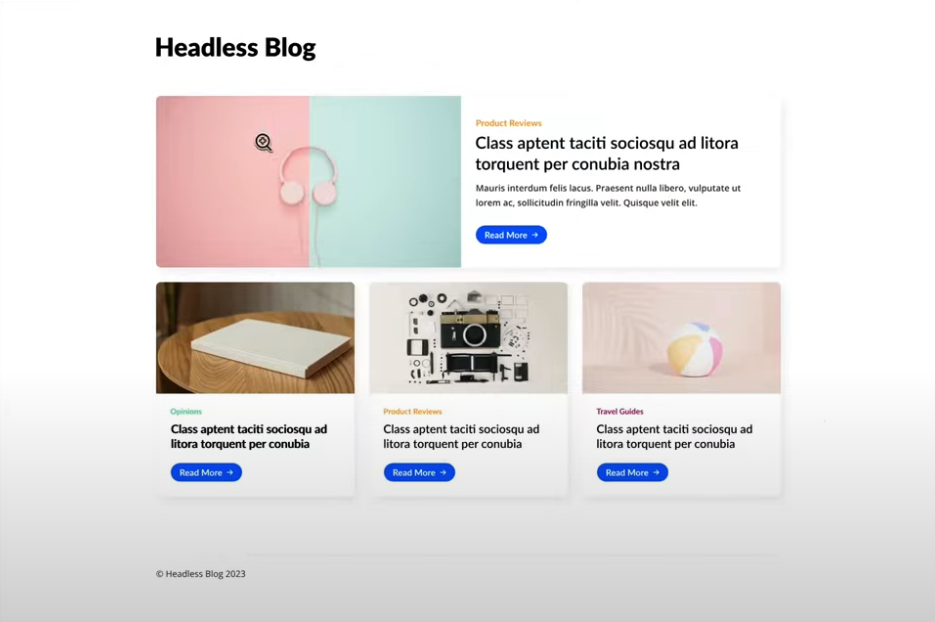 Headless Blog
Product Reviews
Class aptent taciti sociosqu ad litora
torquent per conubia nostra
Mauris interdum felis lacus. Praesent nulla libero, vulputate ut
lorem ac, sollicitudin fringilla velit. Quisque velit elit.
Read More →
Opinions
Class aptent taciti sociosqu ad
litora torquent per conubia
Read More →
Product Reviews
Class aptent taciti sociosqu ad
litora torquent per conubia
Read More →
Travel Guides
Class aptent taciti sociosqu ad
litora torquent per conubia
Read More →
© Headless Blog 2023